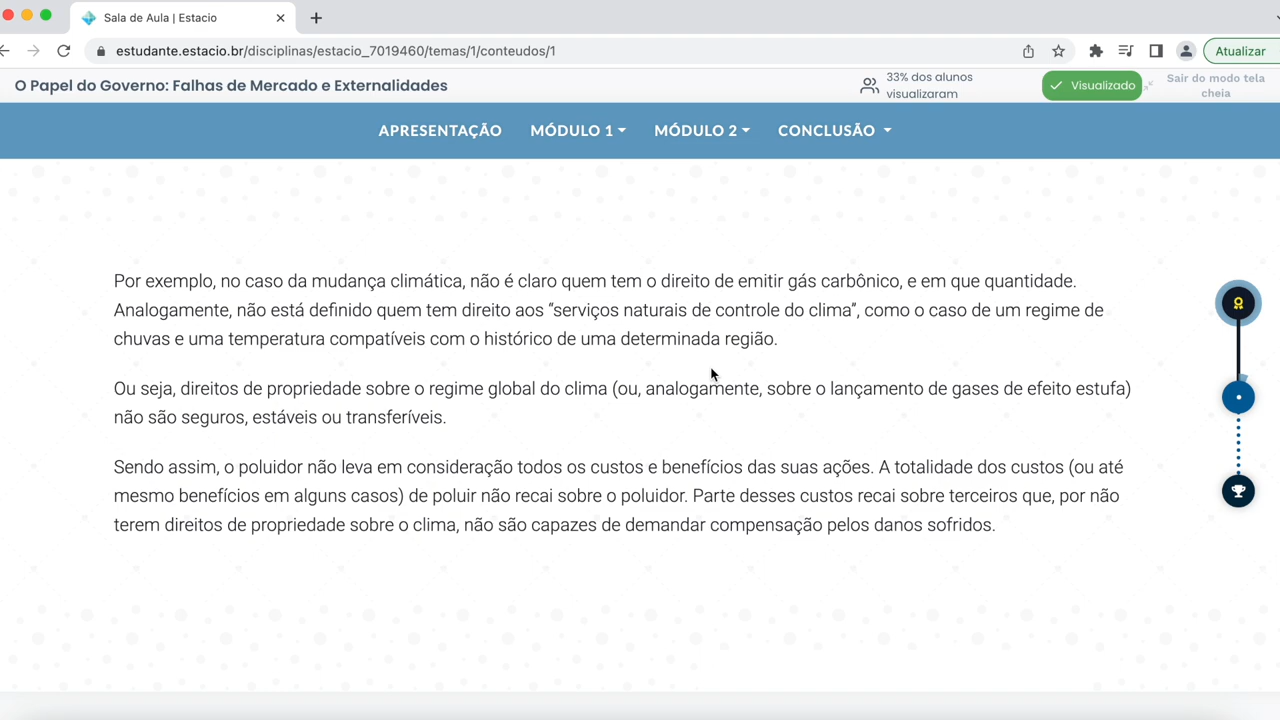 Sala de Aula | Estacio
estudante.estacio.br/disciplinas/estacio_7019460/temas/1/conteudos/1
Atualizar
O Papel do Governo: Falhas de Mercado e Externalidades
33% dos alunos
visualizaram
Visualizado
Sair do modo tela
cheia
APRESENTAÇÃO MÓDULO 1 MÓDULO 2 CONCLUSÃO
Por exemplo, no caso da mudança climática, não é claro quem tem o direito de emitir gás carbônico, e em que quantidade.
Analogamente, não está definido quem tem direito aos “serviços naturais de controle do clima”, como o caso de um regime de
chuvas e uma temperatura compatíveis com o histórico de uma determinada região.
Ou seja, direitos de propriedade sobre o regime global do clima (ou, analogamente, sobre o lançamento de gases de efeito estufa)
não são seguros, estáveis ou transferíveis.
Sendo assim, o poluidor não leva em consideração todos os custos e benefícios das suas ações. A totalidade dos custos (ou até
mesmo benefícios em alguns casos) de poluir não recai sobre o poluidor. Parte desses custos recai sobre terceiros que, por não
terem direitos de propriedade sobre o clima, não são capazes de demandar compensação pelos danos sofridos.